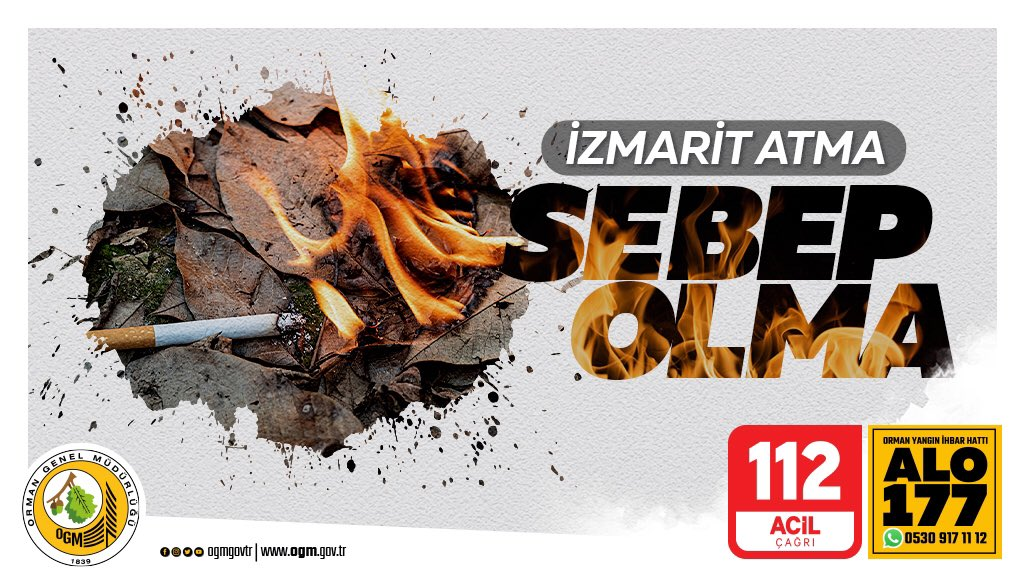 İZMARİT ATMA
SEBEP
OLMA
ORMAN GENEL MÜDÜRLÜĞÜ
OGM
1839
ogmgovtr | www.ogm.gov.tr
112
ACİL
ÇAĞRI
ORMAN YANGIN İHBAR HATTI
ALO
177
0530 917 11 12